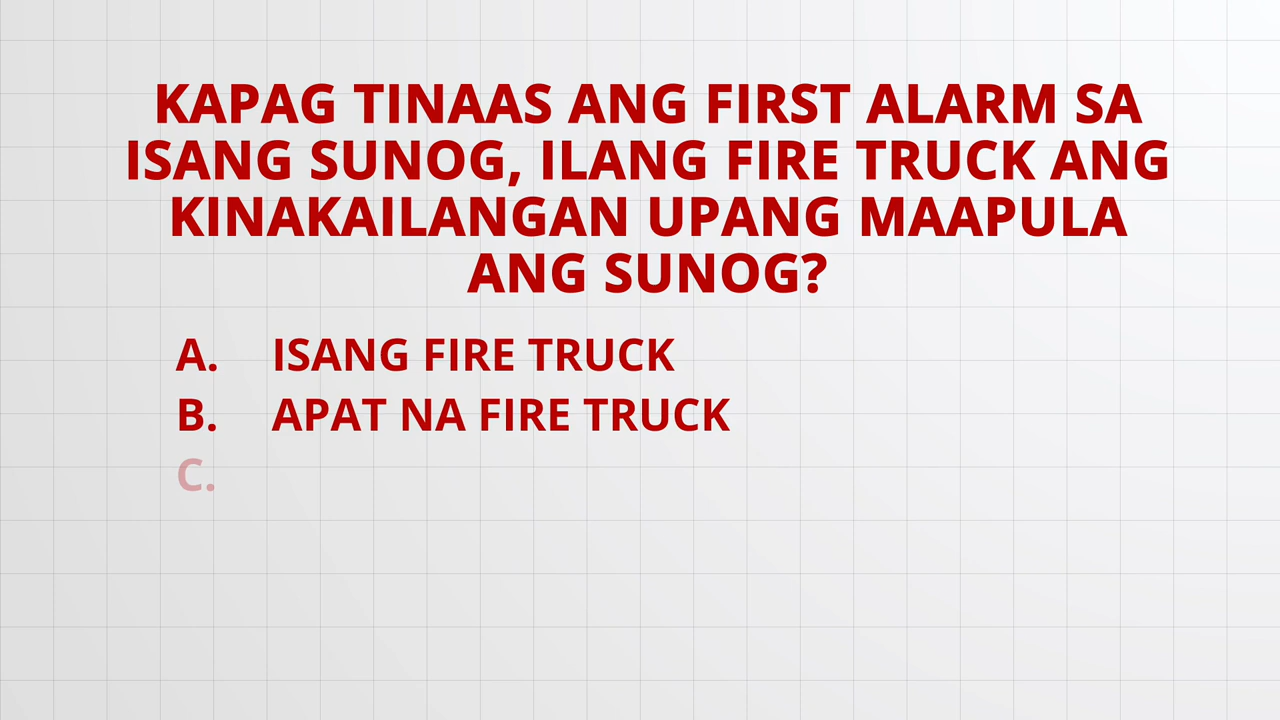 KAPAG TINAAS ANG FIRST ALARM SA
ISANG SUNOG, ILANG FIRE TRUCK ANG
KINAKAILANGAN UPANG MAAPULA
ANG SUNOG?
A. ISANG FIRE TRUCK
B. APAT NA FIRE TRUCK
C.